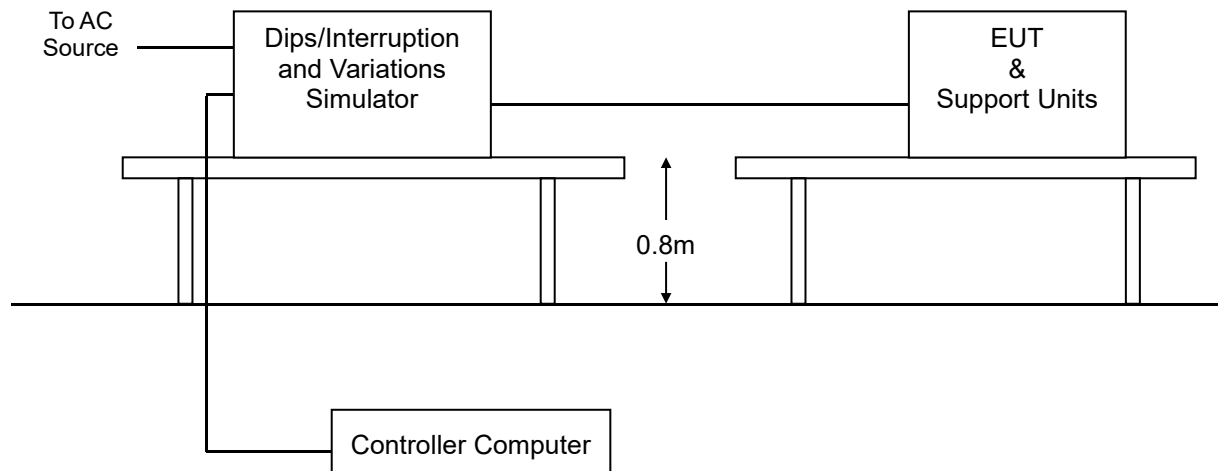 To AC
Source
Dips/Interruption
and Variations
Simulator
EUT
&
Support Units
0.8m
Controller Computer